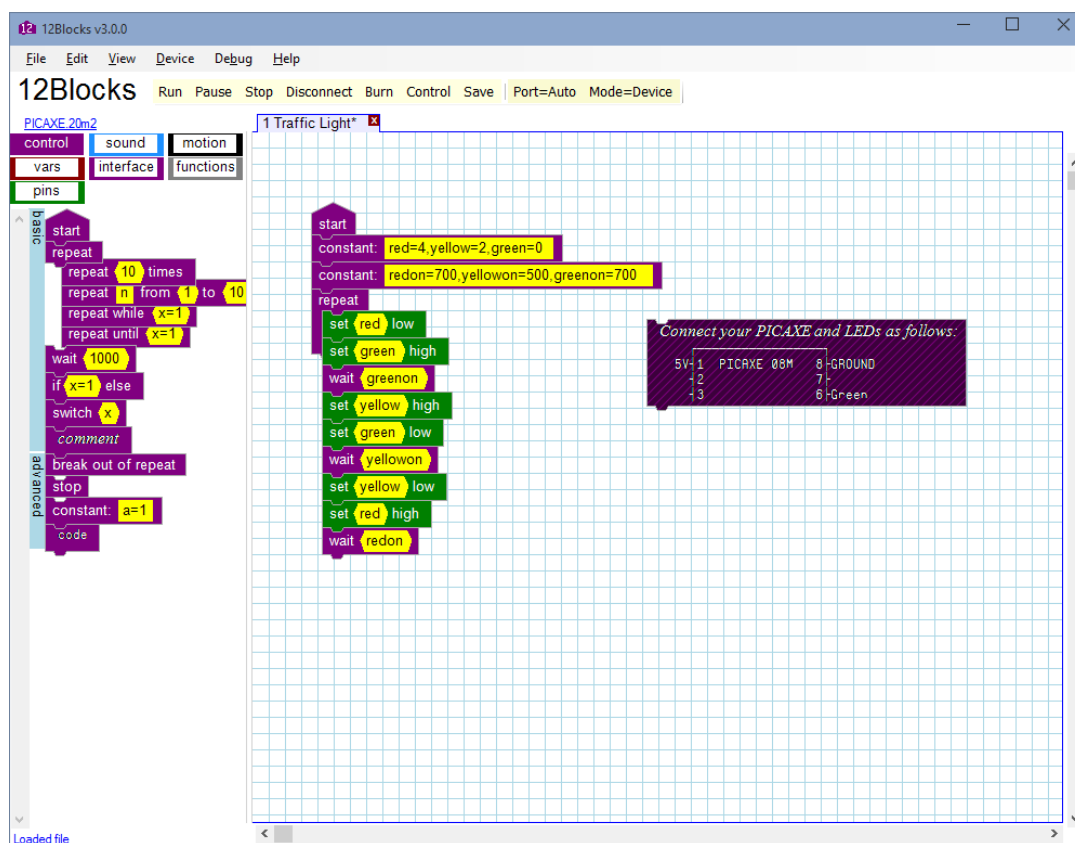 12 12Blocks v3.0.0
File Edit View Device Debug Help
12Blocks Run Pause Stop Disconnect Burn Control Save Port=Auto Mode=Device
PICAXE.20m2
1 Traffic Light* x
control sound motion
vars interface functions
pins
basic
start
repeat
repeat 10 times
repeat n from 1 to 10
repeat while x=1
repeat until x=1
wait 1000
if x=1 else
switch x
comment
advanced
break out of repeat
stop
constant: a=1
code
start
constant: red=4,yellow=2,green=0
constant: redon=700,yellowon=500,greenon=700
repeat
set red low
set green high
wait greenon
set yellow high
set green low
wait yellowon
set yellow low
set red high
wait redon
Connect your PICAXE and LEDs as follows:
5V-1 PICAXE 08M 8-GROUND
-2 7-
-3 6-Green
Loaded file